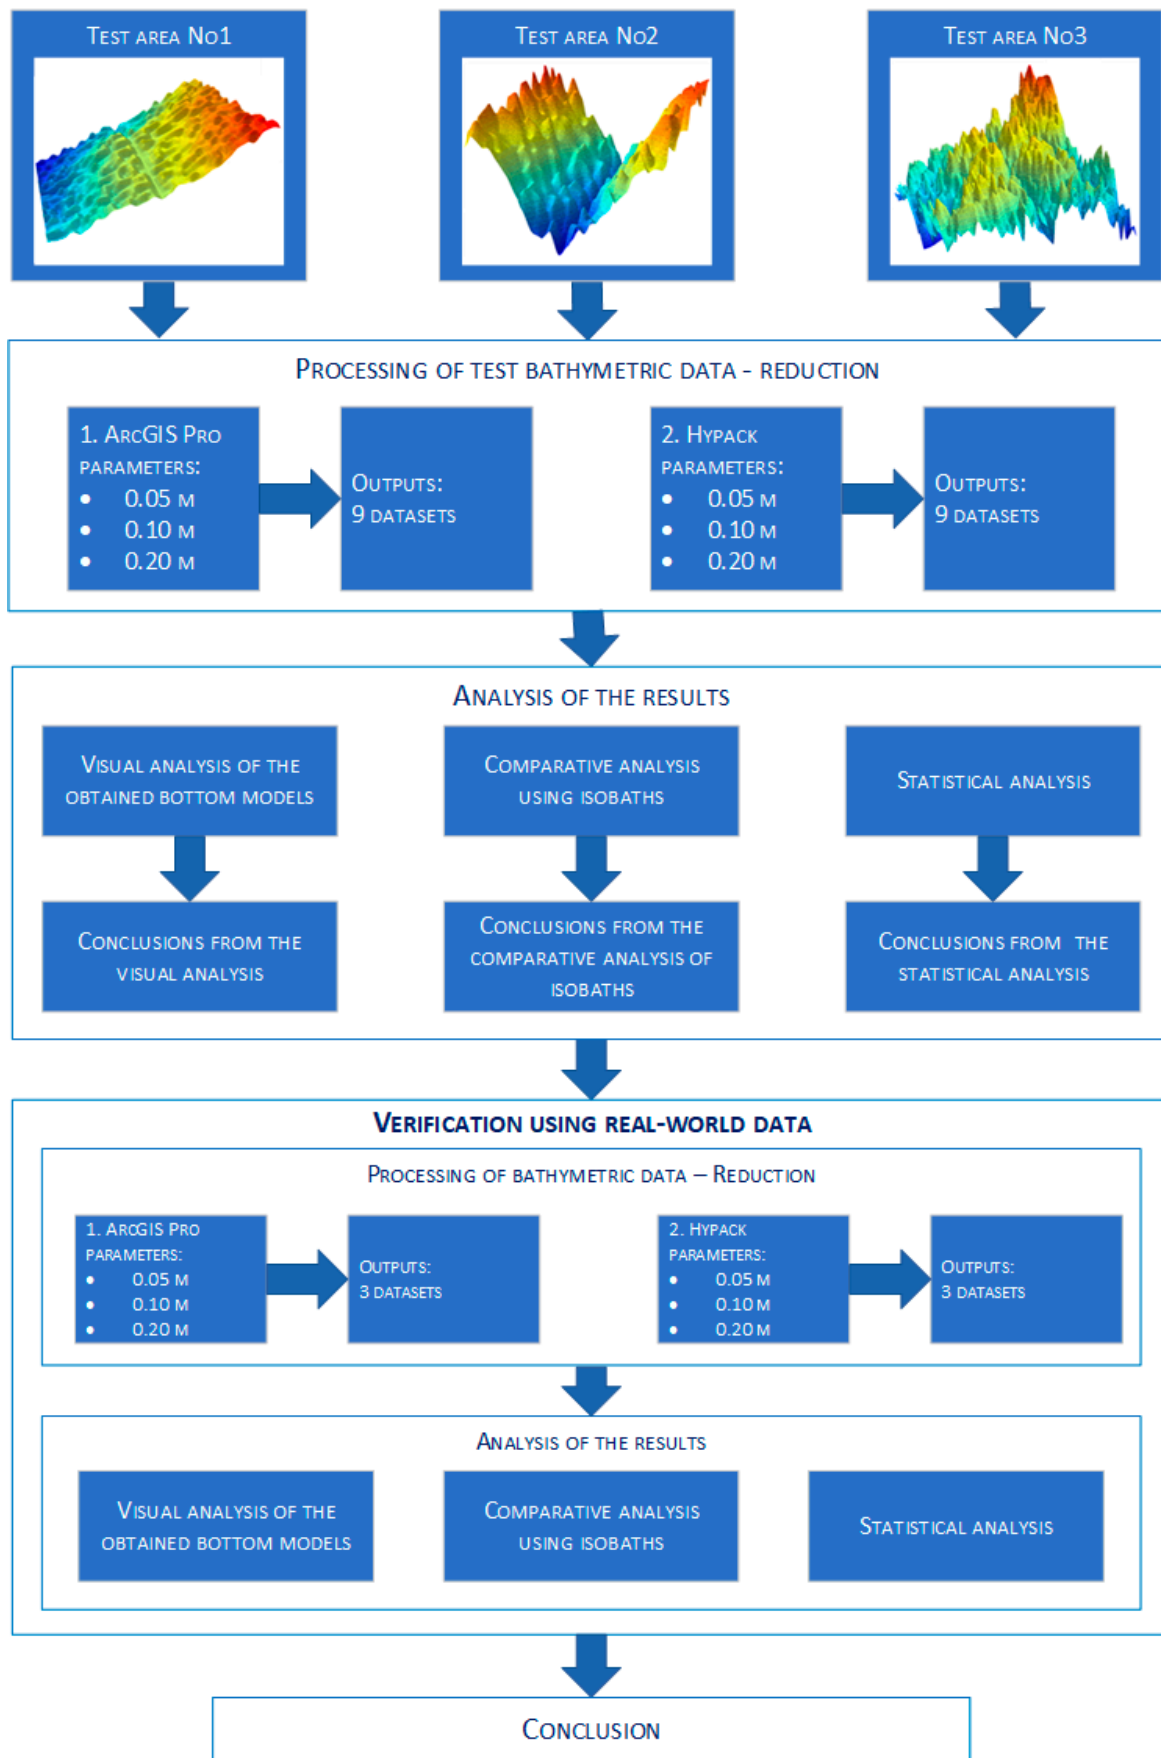 Test area No1
Test area No2
Test area No3
Processing of test bathymetric data - reduction
1. ArcGIS Pro
parameters:
• 0.05 m
• 0.10 m
• 0.20 m
Outputs:
9 datasets
2. Hypack
parameters:
• 0.05 m
• 0.10 m
• 0.20 m
Outputs:
9 datasets
Analysis of the results
Visual analysis of the
obtained bottom models
Comparative analysis
using isobaths
Statistical analysis
Conclusions from the
visual analysis
Conclusions from the
comparative analysis of
isobaths
Conclusions from the
statistical analysis
Verification using real-world data
Processing of bathymetric data – Reduction
1. ArcGIS Pro
parameters:
• 0.05 m
• 0.10 m
• 0.20 m
Outputs:
3 datasets
2. Hypack
parameters:
• 0.05 m
• 0.10 m
• 0.20 m
Outputs:
3 datasets
Analysis of the results
Visual analysis of the
obtained bottom models
Comparative analysis
using isobaths
Statistical analysis
Conclusion